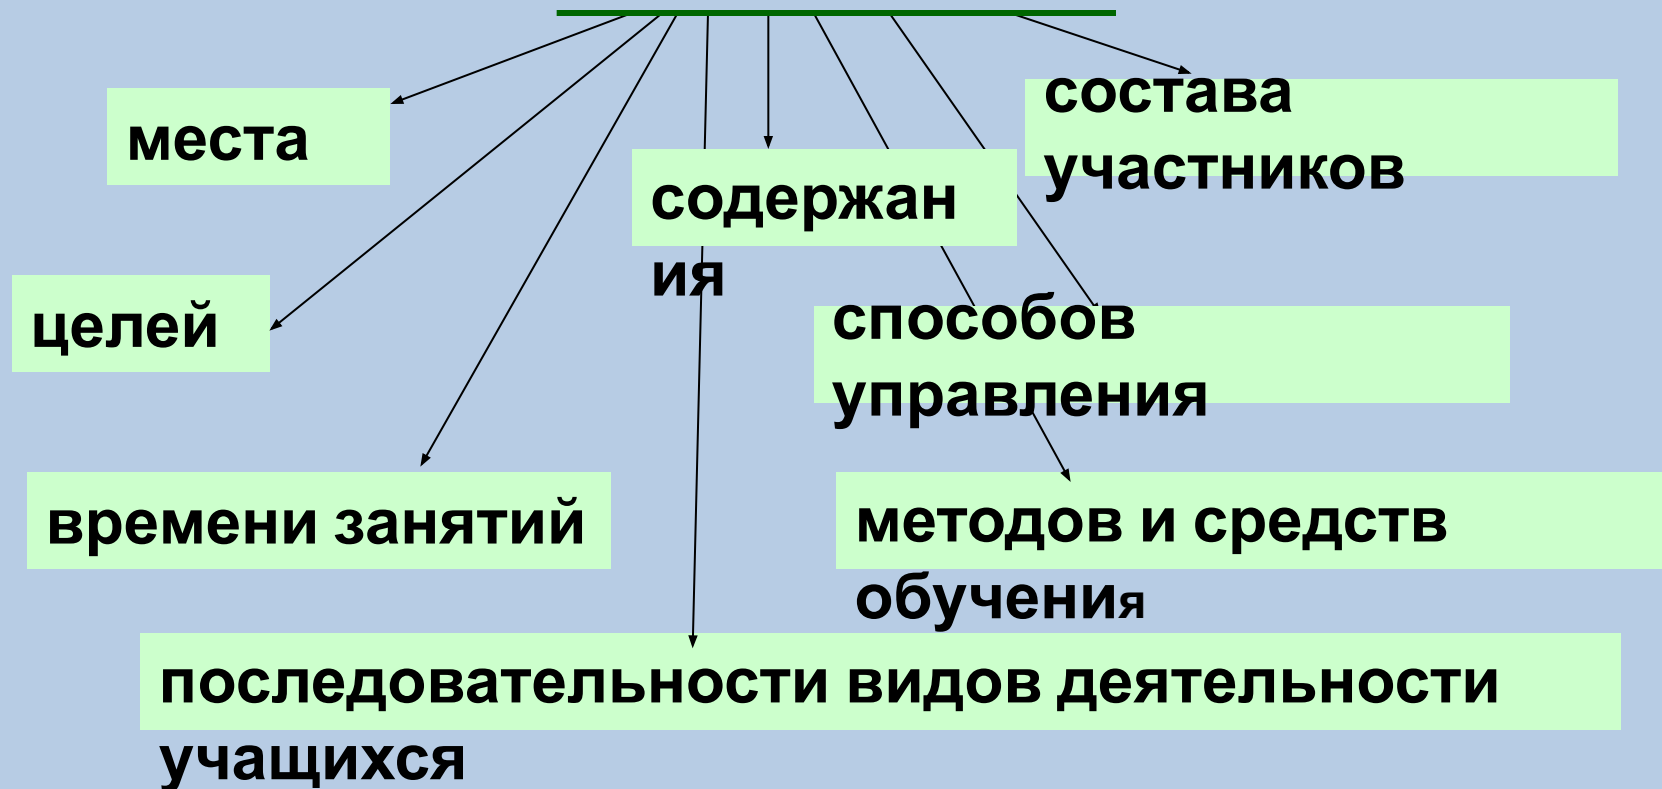 места
состава
участников
содержан
ия
целей
способов
управления
времени занятий
методов и средств
обучения
последовательности видов деятельности
учащихся